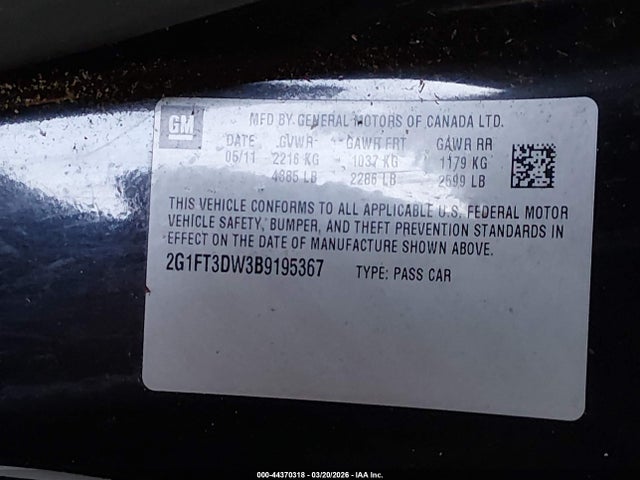 GM
MFD BY GENERAL MOTORS OF CANADA LTD.
DATE GVWR GAWR FRT GAWR RR
05/11 2216 KG 1037 KG 1179 KG
4885 LB 2286 LB 2599 LB
THIS VEHICLE CONFORMS TO ALL APPLICABLE U.S. FEDERAL MOTOR
VEHICLE SAFETY, BUMPER, AND THEFT PREVENTION STANDARDS IN
EFFECT ON THE DATE OF MANUFACTURE SHOWN ABOVE.
2G1FT3DW3B9195367 TYPE: PASS CAR
000-44370318 - 03/20/2026 - IAA Inc.